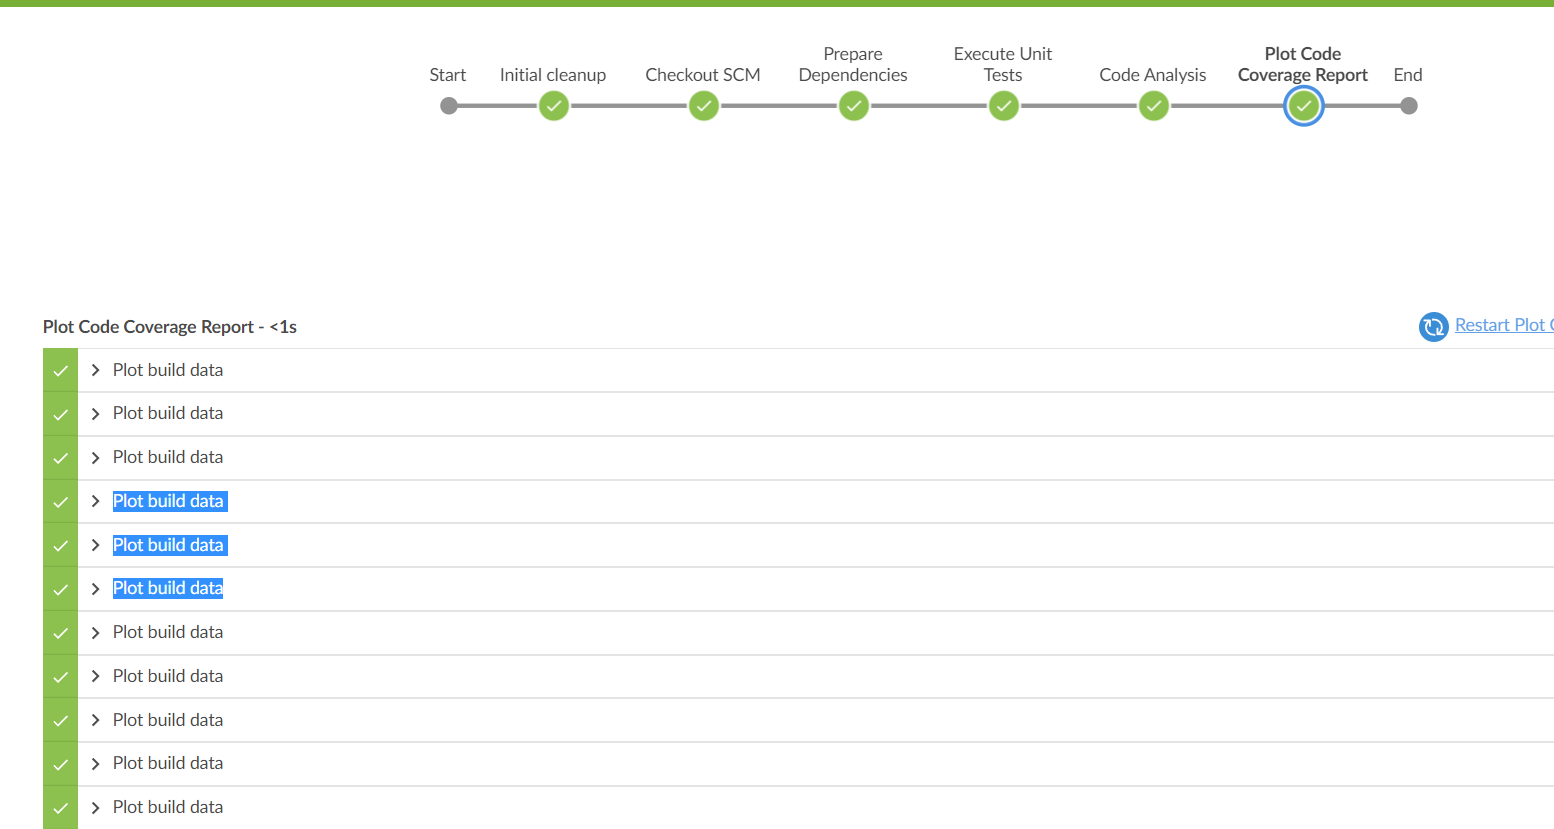 Start
Initial cleanup
Checkout SCM
Prepare
Dependencies
Execute Unit
Tests
Code Analysis
Plot Code
Coverage Report
End
Plot Code Coverage Report - <1s
Restart Plot
Plot build data
Plot build data
Plot build data
Plot build data
Plot build data
Plot build data
Plot build data
Plot build data
Plot build data
Plot build data
Plot build data